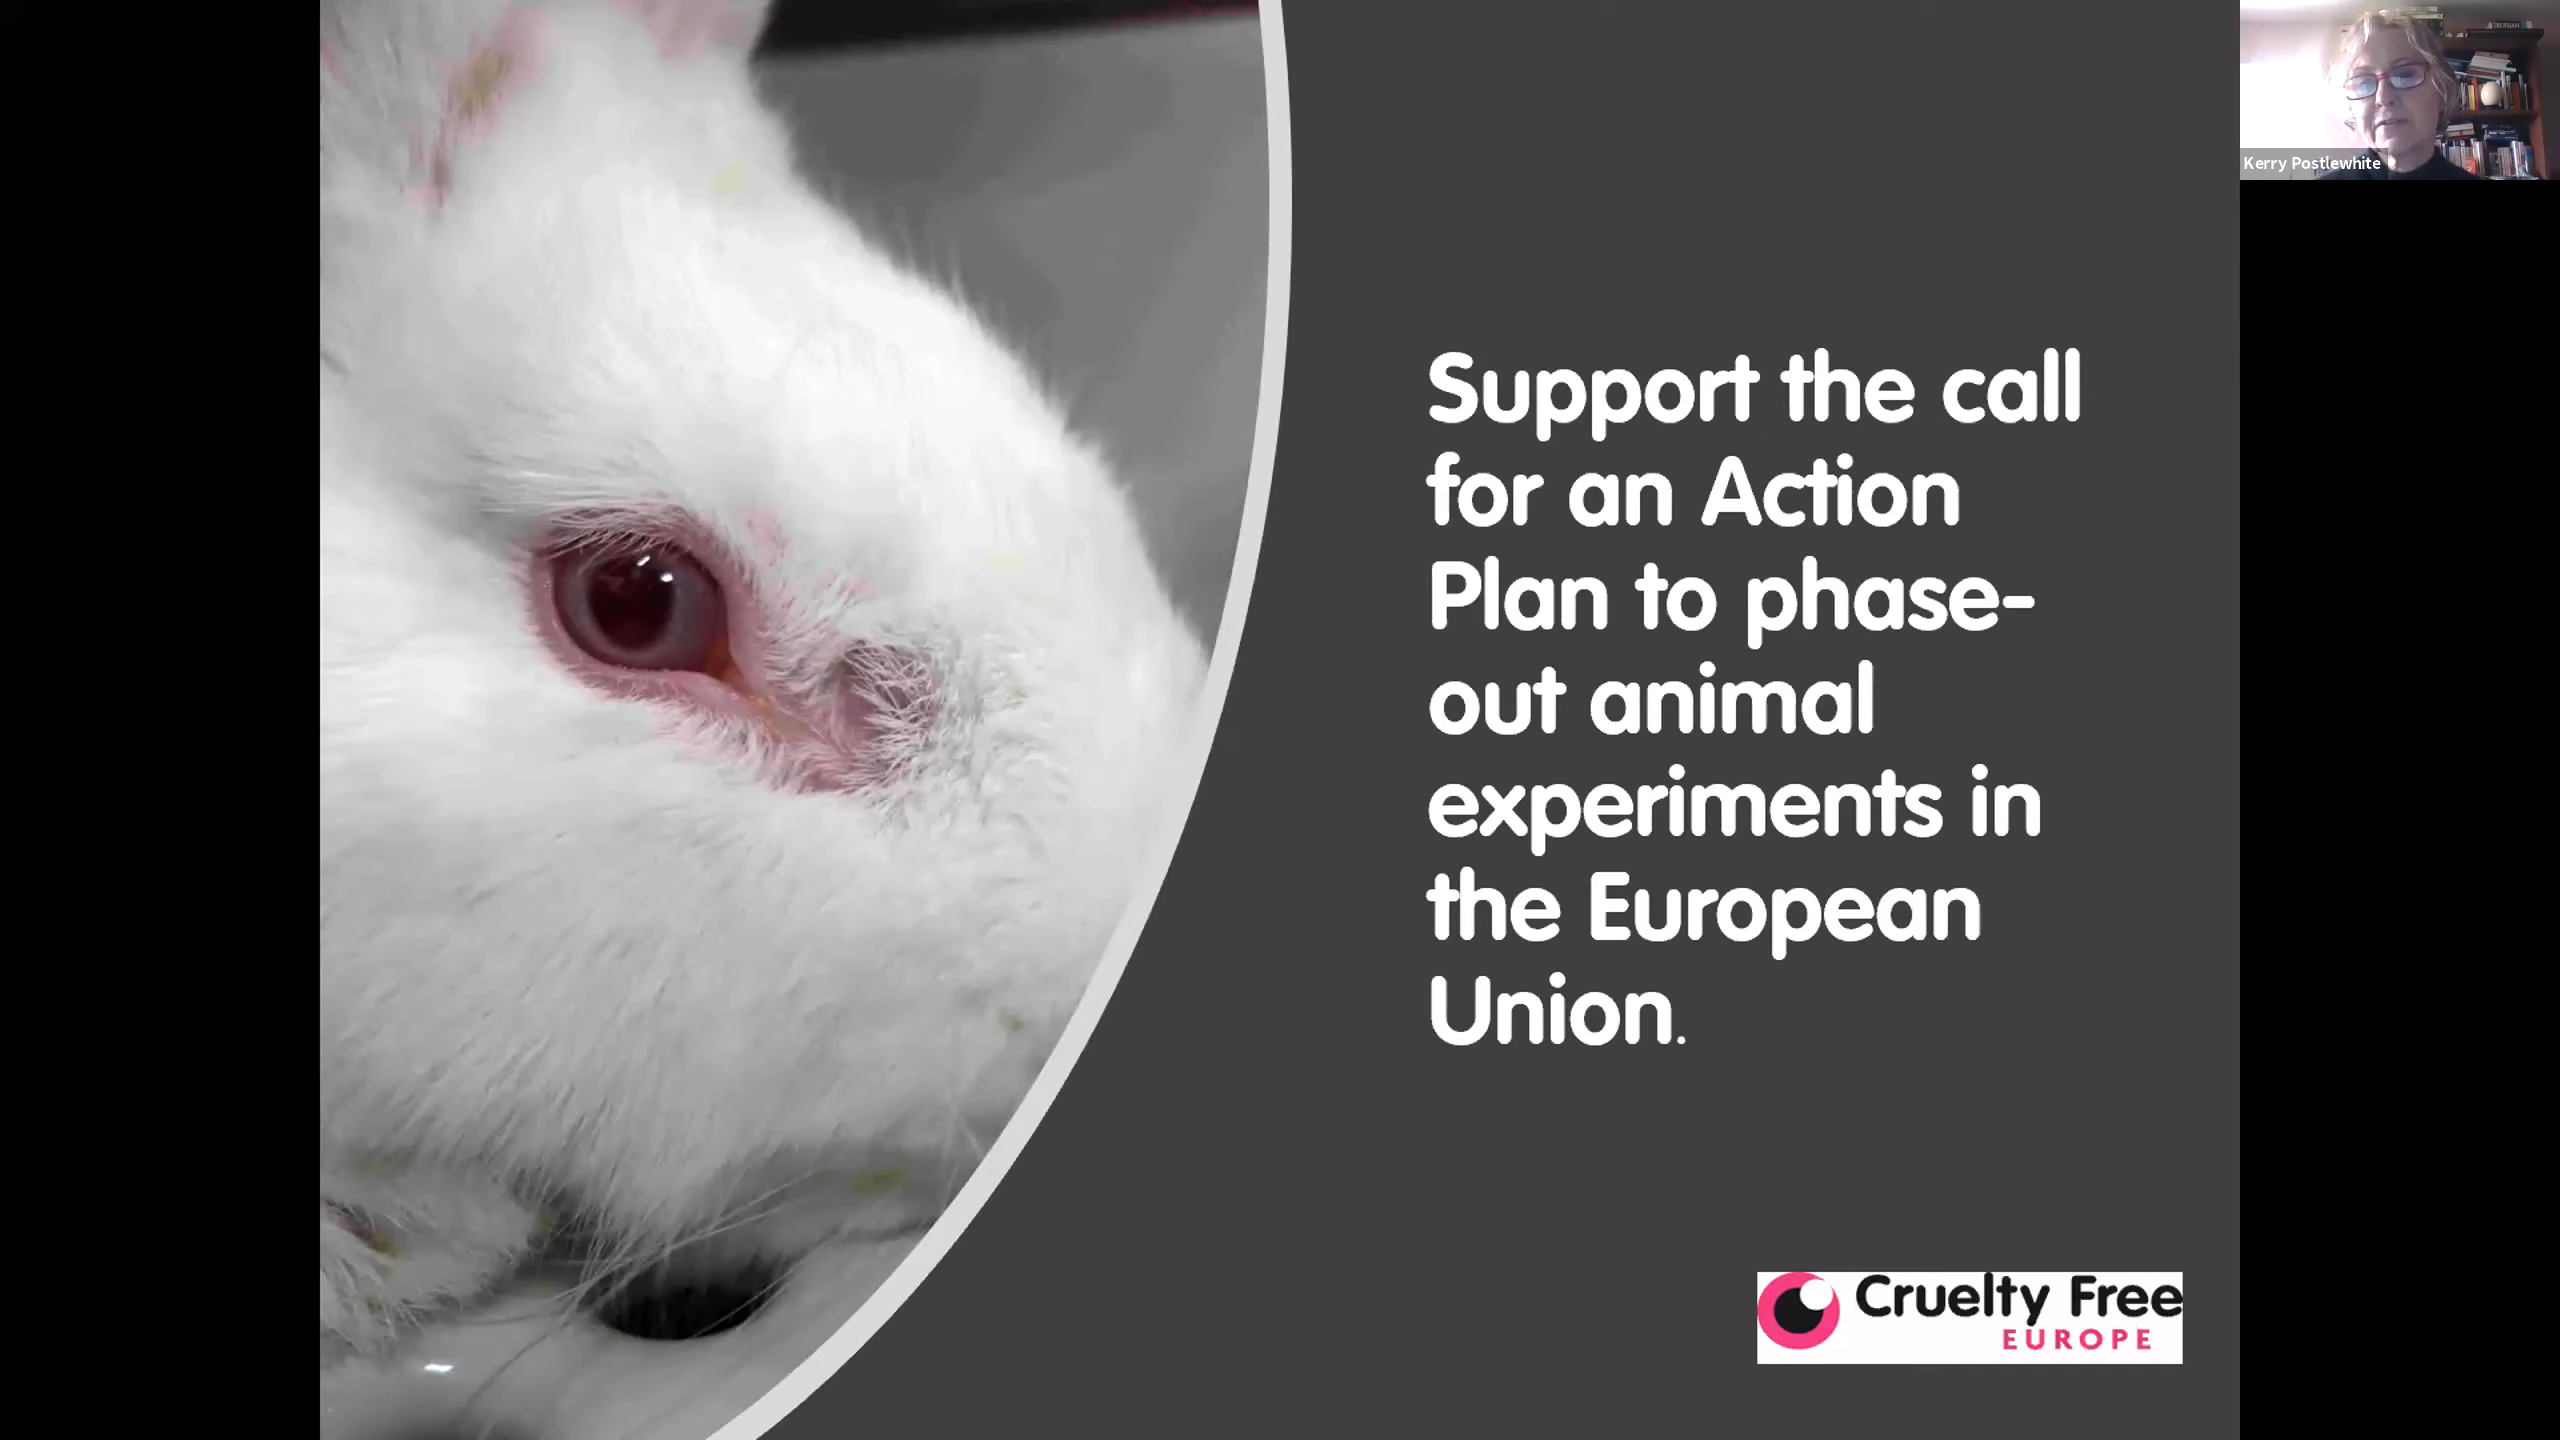 Support the call
for an Action
Plan to phase-
out animal
experiments in
the European
Union.
Cruelty Free
EUROPE
Kerry Postlewhite